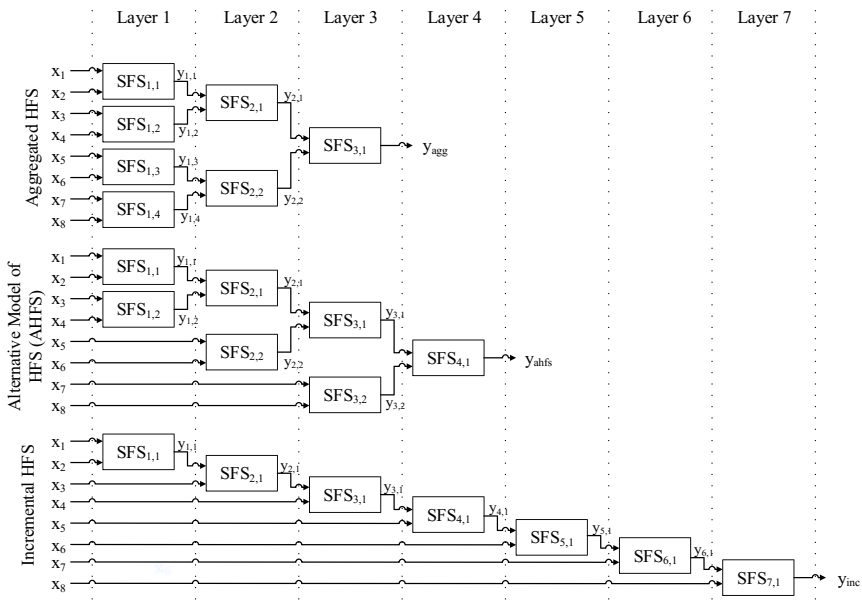 Layer 1 Layer 2 Layer 3 Layer 4 Layer 5 Layer 6 Layer 7
Aggregated HFS
x1
x2
x3
x4
x5
x6
x7
x8
SFS1,1
SFS1,2
SFS1,3
SFS1,4
y1,1
y1,2
y1,3
y1,4
SFS2,1
SFS2,2
y2,1
y2,2
SFS3,1
yagg
Alternative Model of
HFS (AHFS)
x1
x2
x3
x4
x5
x6
x7
x8
SFS1,1
SFS1,2
y1,1
y1,2
SFS2,1
SFS2,2
y2,1
y2,2
SFS3,1
SFS3,2
y3,1
y3,2
SFS4,1
yahfs
Incremental HFS
x1
x2
x3
x4
x5
x6
x7
x8
SFS1,1
y1,1
SFS2,1
y2,1
SFS3,1
y3,1
SFS4,1
y4,1
SFS5,1
y5,1
SFS6,1
y6,1
SFS7,1
yinc